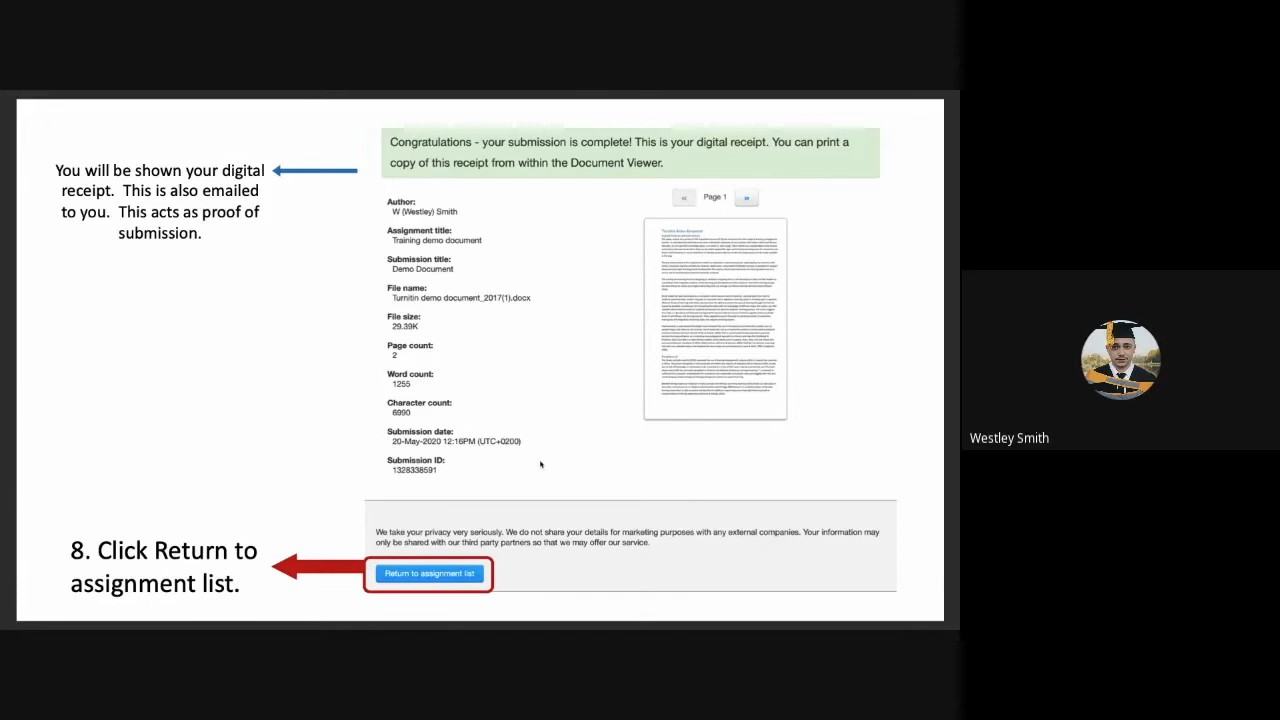 Congratulations - your submission is complete! This is your digital receipt. You can print a
copy of this receipt from within the Document Viewer.
You will be shown your digital
receipt. This is also emailed
to you. This acts as proof of
submission.
« Page 1 »
Author:
W (Westley) Smith
Assignment title:
Training demo document
Submission title:
Demo Document
File name:
Turnitin demo document_2017(1).docx
File size:
29.39K
Page count:
2
Word count:
1255
Character count:
6990
Submission date:
20-May-2020 12:16PM (UTC+0200)
Submission ID:
1328338591
Westley Smith
We take your privacy very seriously. We do not share your details for marketing purposes with any external companies. Your information may
only be shared with our third party partners so that we may offer our service.
8. Click Return to
assignment list.
Return to assignment list